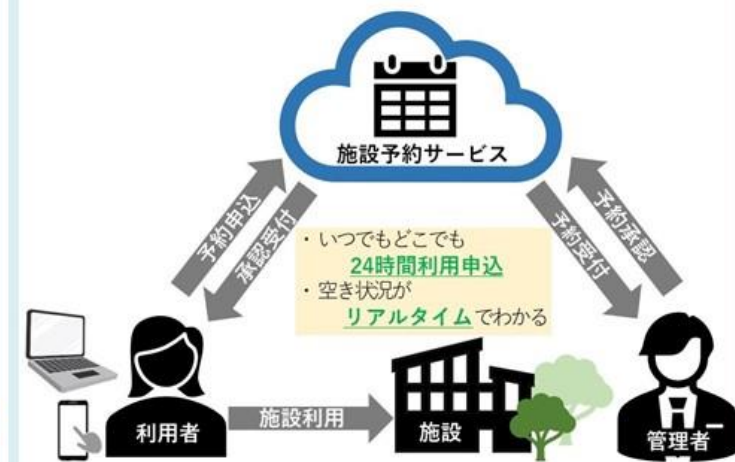 施設予約サービス
予約申込
承認受付
予約受付
予約承認
・いつでもどこでも
24時間利用申込
・空き状況が
リアルタイムでわかる
利用者
施設利用
施設
管理者